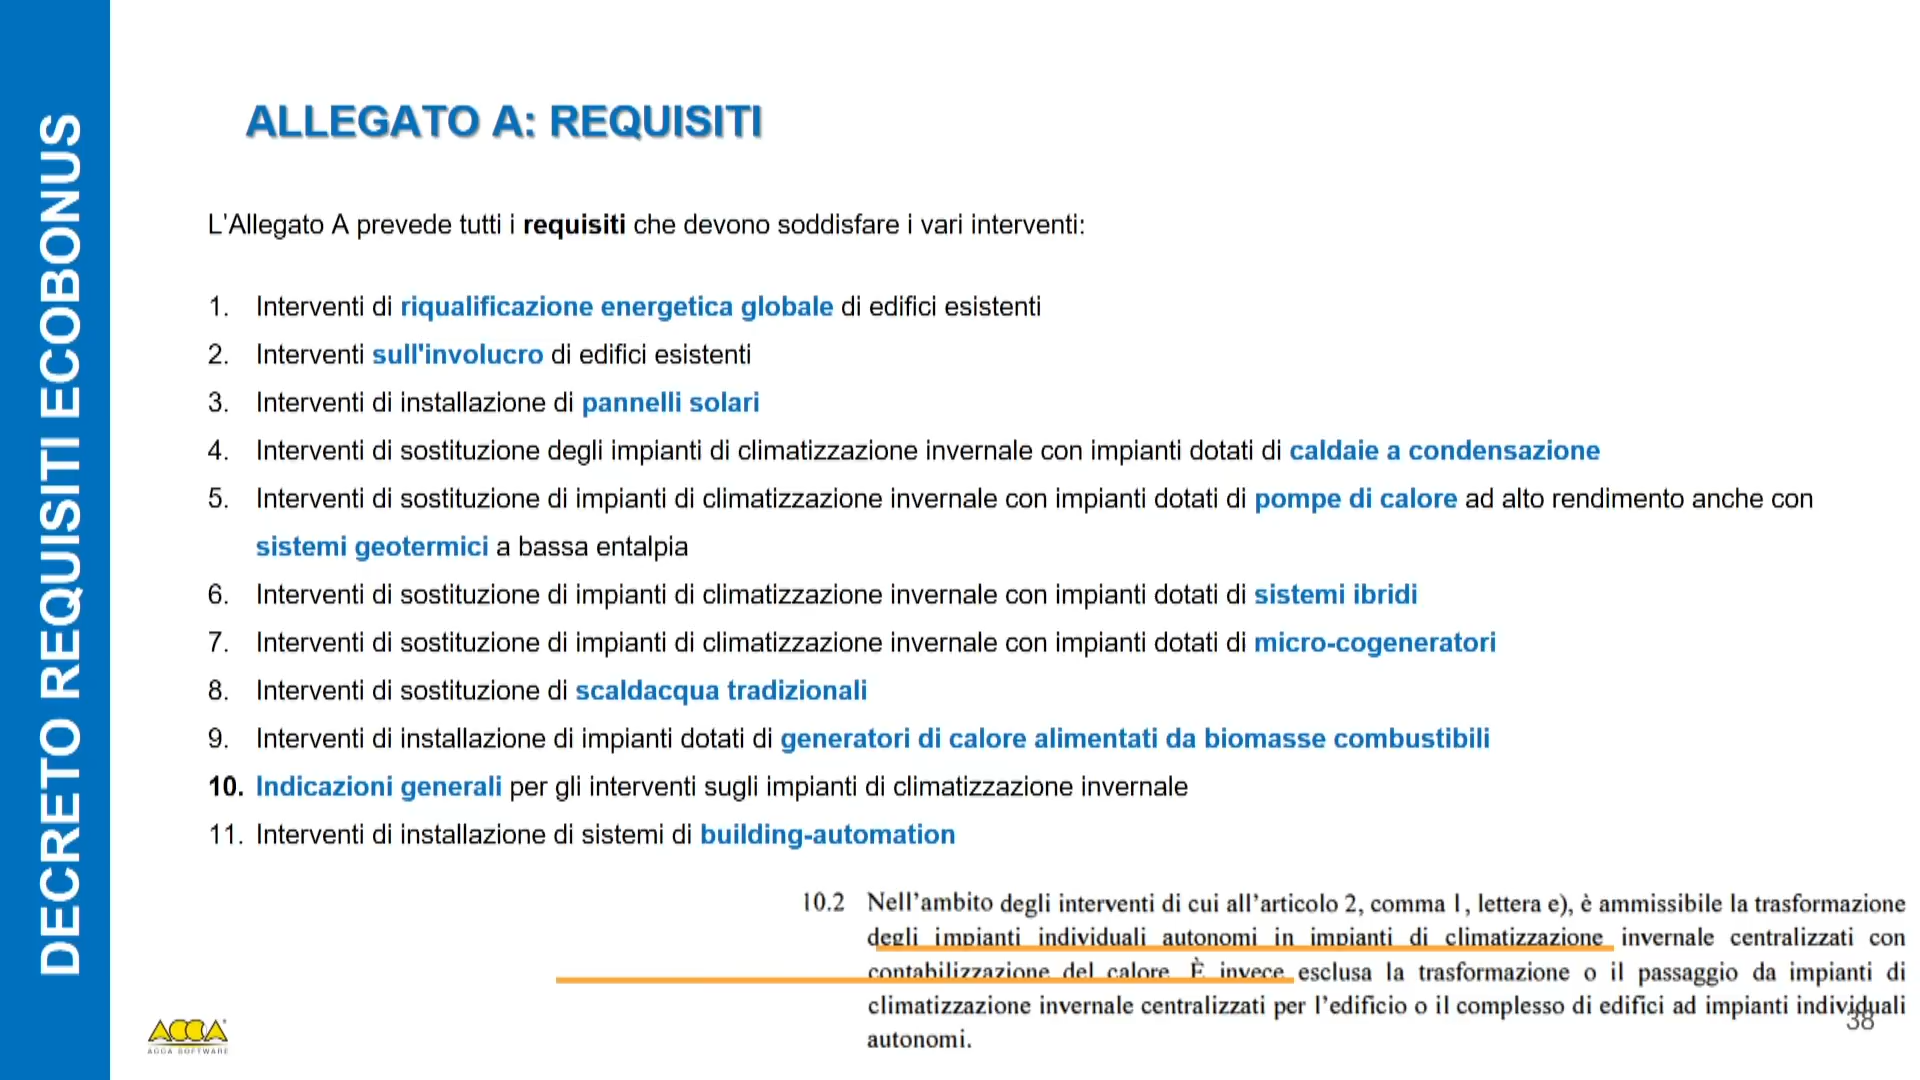 DECRETO REQUISITI ECOBONUS
ALLEGATO A: REQUISITI
L'Allegato A prevede tutti i requisiti che devono soddisfare i vari interventi:
1. Interventi di riqualificazione energetica globale di edifici esistenti
2. Interventi sull'involucro di edifici esistenti
3. Interventi di installazione di pannelli solari
4. Interventi di sostituzione degli impianti di climatizzazione invernale con impianti dotati di caldaie a condensazione
5. Interventi di sostituzione di impianti di climatizzazione invernale con impianti dotati di pompe di calore ad alto rendimento anche con
sistemi geotermici a bassa entalpia
6. Interventi di sostituzione di impianti di climatizzazione invernale con impianti dotati di sistemi ibridi
7. Interventi di sostituzione di impianti di climatizzazione invernale con impianti dotati di micro-cogeneratori
8. Interventi di sostituzione di scaldacqua tradizionali
9. Interventi di installazione di impianti dotati di generatori di calore alimentati da biomasse combustibili
10. Indicazioni generali per gli interventi sugli impianti di climatizzazione invernale
11. Interventi di installazione di sistemi di building-automation
10.2 Nell'ambito degli interventi di cui all'articolo 2, comma 1, lettera e), è ammissibile la trasformazione
degli impianti individuali autonomi in impianti di climatizzazione invernale centralizzati con
contabilizzazione del calore. È invece esclusa la trasformazione o il passaggio da impianti di
climatizzazione invernale centralizzati per l'edificio o il complesso di edifici ad impianti individuali
autonomi.
38
ACCA
ACCA SOFTWARE